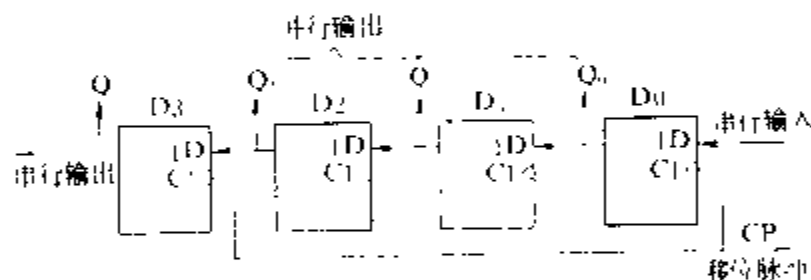 串行输出
Q Q Q Q₀
D3 D2 D D0
串行输出 1D 1D 1D 1D 串行输入
C1 C1 C1
CP
移位脉冲